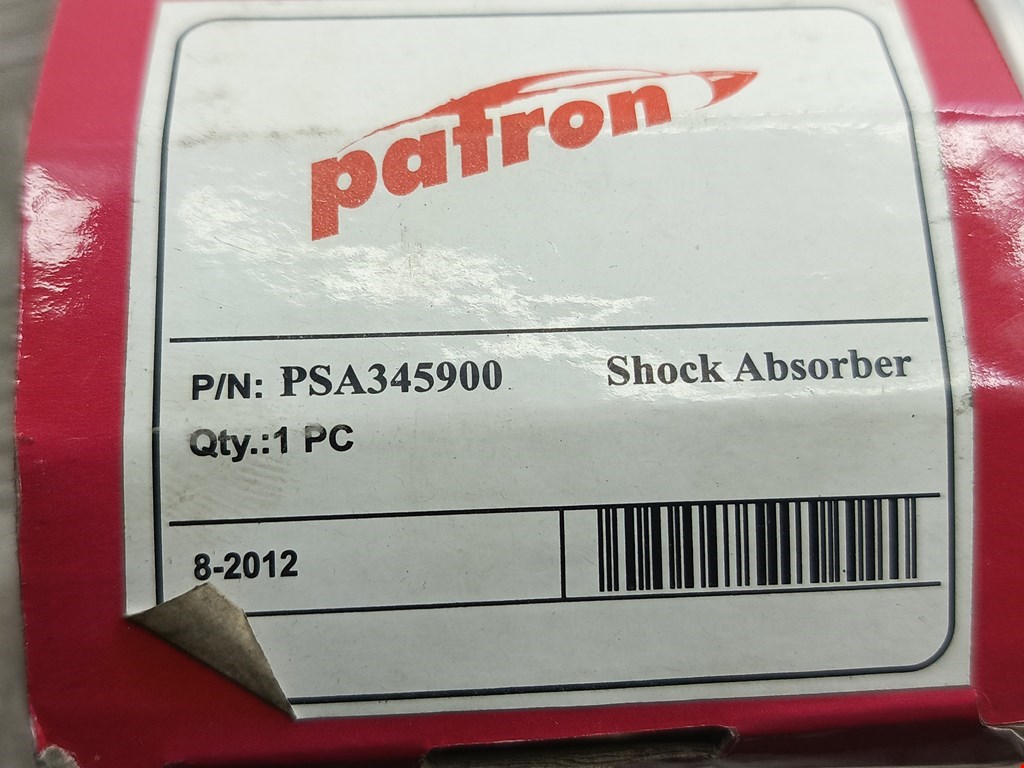 patron
P/N: PSA345900 Shock Absorber
Qty.:1 PC
8-2012